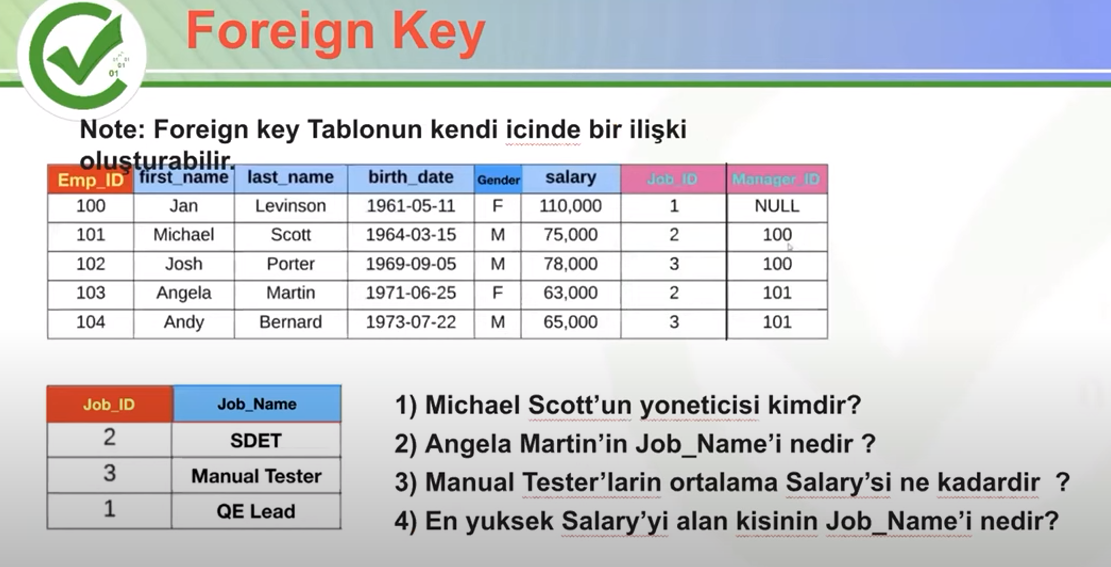 Foreign Key
Note: Foreign key Tablonun kendi icinde bir ilişki
oluşturabilir.
Emp_ID first_name last_name birth_date Gender salary Job_ID Manager_ID
100 Jan Levinson 1961-05-11 F 110,000 1 NULL
101 Michael Scott 1964-03-15 M 75,000 2 100
102 Josh Porter 1969-09-05 M 78,000 3 100
103 Angela Martin 1971-06-25 F 63,000 2 101
104 Andy Bernard 1973-07-22 M 65,000 3 101
Job_ID Job_Name
2 SDET
3 Manual Tester
1 QE Lead
1) Michael Scott’un yoneticisi kimdir?
2) Angela Martin’in Job_Name’i nedir ?
3) Manual Tester’larin ortalama Salary’si ne kadardir ?
4) En yuksek Salary’yi alan kisinin Job_Name’i nedir?